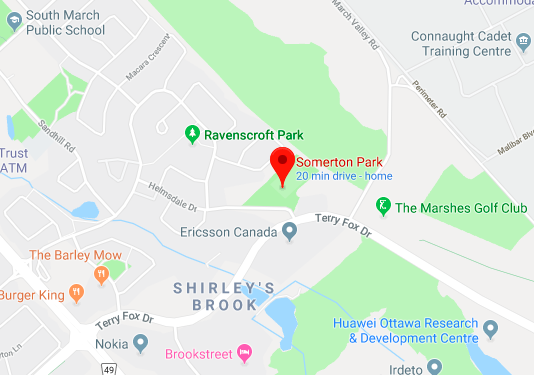 South March
Public School
Accommoda
March Valley Rd
Connaught Cadet
Training Centre
Macara Crescent
Perimeter Rd
Sandhill Rd
Ravenscroft Park
Malibar Blv
Trust
ATM
Somerton Park
20 min drive - home
Helmsdale Dr
The Marshes Golf Club
Terry Fox Dr
Ericsson Canada
The Barley Mow
SHIRLEY'S
BROOK
Burger King
Terry Fox Dr
Huawei Ottawa Research
& Development Centre
Nokia
Brookstreet
49
Irdeto